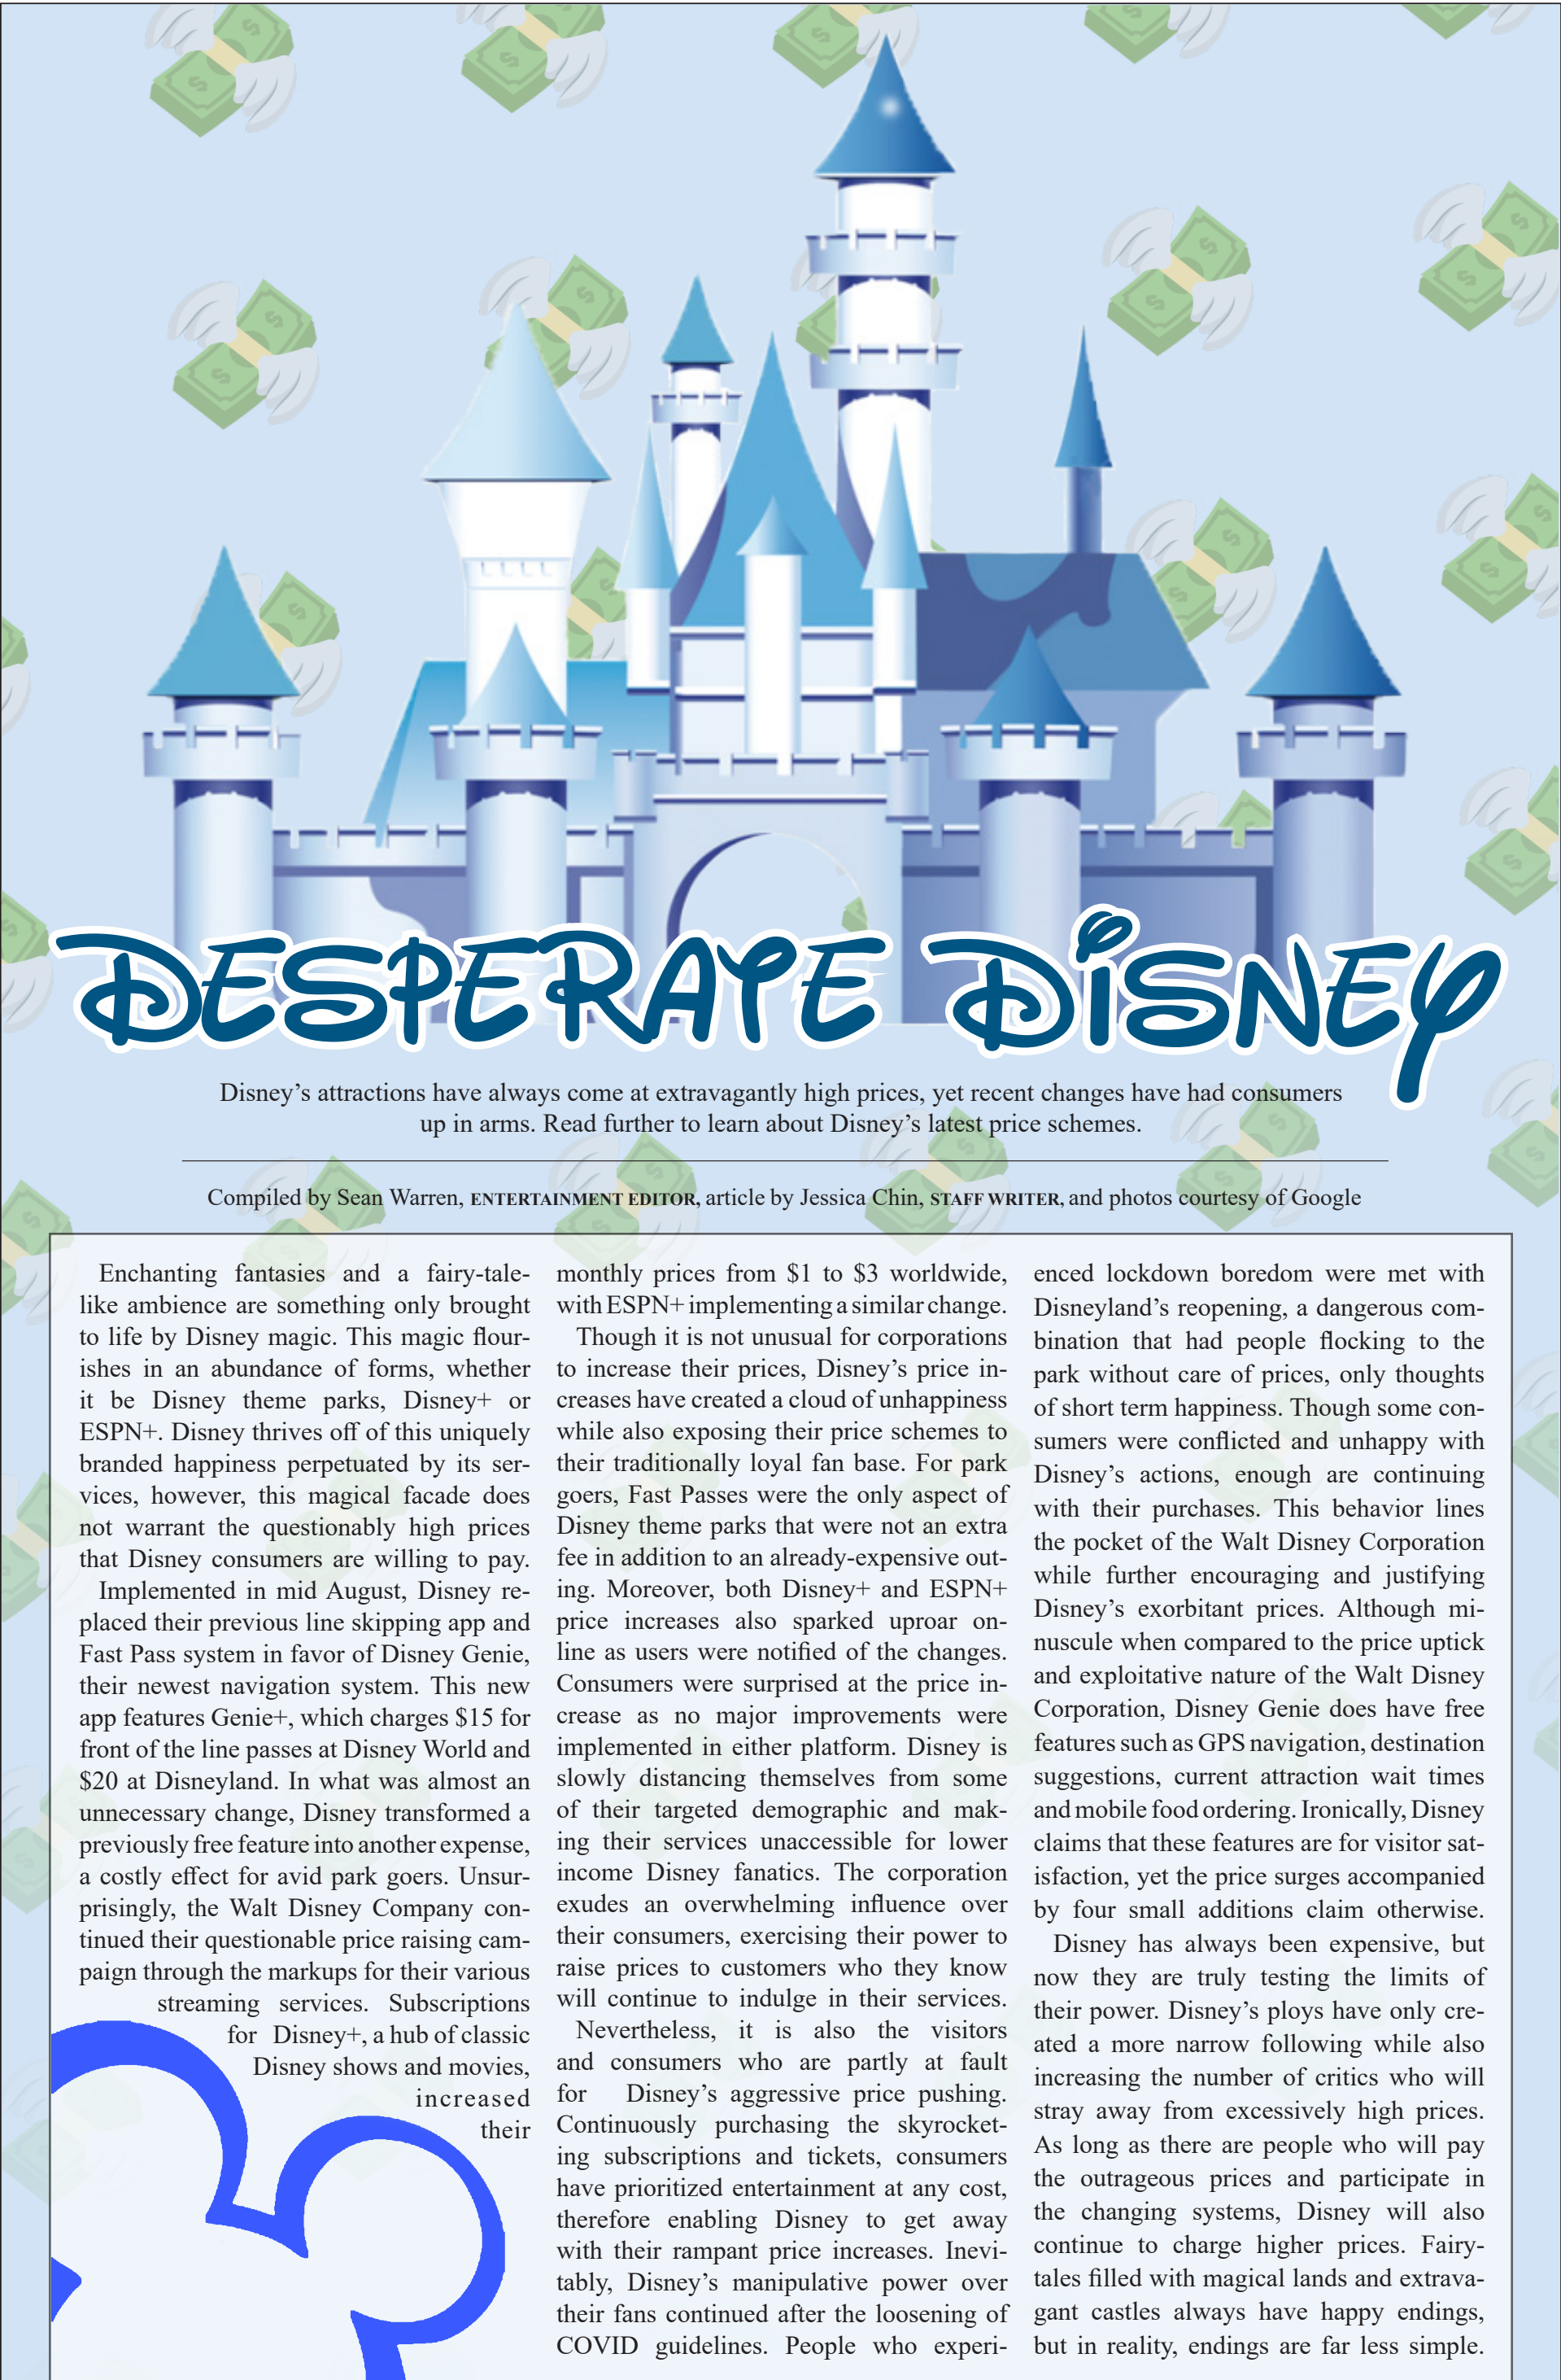 DESPERATE DISNEY
Disney’s attractions have always come at extravagantly high prices, yet recent changes have had consumers
up in arms. Read further to learn about Disney’s latest price schemes.
Compiled by Sean Warren, ENTERTAINMENT EDITOR, article by Jessica Chin, STAFF WRITER, and photos courtesy of Google
Enchanting fantasies and a fairy-tale-
like ambience are something only brought
to life by Disney magic. This magic flour-
ishes in an abundance of forms, whether
it be Disney theme parks, Disney+ or
ESPN+. Disney thrives off of this uniquely
branded happiness perpetuated by its ser-
vices, however, this magical facade does
not warrant the questionably high prices
that Disney consumers are willing to pay.
Implemented in mid August, Disney re-
placed their previous line skipping app and
Fast Pass system in favor of Disney Genie,
their newest navigation system. This new
app features Genie+, which charges $15 for
front of the line passes at Disney World and
$20 at Disneyland. In what was almost an
unnecessary change, Disney transformed a
previously free feature into another expense,
a costly effect for avid park goers. Unsur-
prisingly, the Walt Disney Company con-
tinued their questionable price raising cam-
paign through the markups for their various
streaming services. Subscriptions
for Disney+, a hub of classic
Disney shows and movies,
increased
their
monthly prices from $1 to $3 worldwide,
with ESPN+ implementing a similar change.
Though it is not unusual for corporations
to increase their prices, Disney’s price in-
creases have created a cloud of unhappiness
while also exposing their price schemes to
their traditionally loyal fan base. For park
goers, Fast Passes were the only aspect of
Disney theme parks that were not an extra
fee in addition to an already-expensive out-
ing. Moreover, both Disney+ and ESPN+
price increases also sparked uproar on-
line as users were notified of the changes.
Consumers were surprised at the price in-
crease as no major improvements were
implemented in either platform. Disney is
slowly distancing themselves from some
of their targeted demographic and mak-
ing their services unaccessible for lower
income Disney fanatics. The corporation
exudes an overwhelming influence over
their consumers, exercising their power to
raise prices to customers who they know
will continue to indulge in their services.
Nevertheless, it is also the visitors
and consumers who are partly at fault
for Disney’s aggressive price pushing.
Continuously purchasing the skyrocket-
ing subscriptions and tickets, consumers
have prioritized entertainment at any cost,
therefore enabling Disney to get away
with their rampant price increases. Inevi-
tably, Disney’s manipulative power over
their fans continued after the loosening of
COVID guidelines. People who experi-
enced lockdown boredom were met with
Disneyland’s reopening, a dangerous com-
bination that had people flocking to the
park without care of prices, only thoughts
of short term happiness. Though some con-
sumers were conflicted and unhappy with
Disney’s actions, enough are continuing
with their purchases. This behavior lines
the pocket of the Walt Disney Corporation
while further encouraging and justifying
Disney’s exorbitant prices. Although mi-
nuscule when compared to the price uptick
and exploitative nature of the Walt Disney
Corporation, Disney Genie does have free
features such as GPS navigation, destination
suggestions, current attraction wait times
and mobile food ordering. Ironically, Disney
claims that these features are for visitor sat-
isfaction, yet the price surges accompanied
by four small additions claim otherwise.
Disney has always been expensive, but
now they are truly testing the limits of
their power. Disney’s ploys have only cre-
ated a more narrow following while also
increasing the number of critics who will
stray away from excessively high prices.
As long as there are people who will pay
the outrageous prices and participate in
the changing systems, Disney will also
continue to charge higher prices. Fairy-
tales filled with magical lands and extrava-
gant castles always have happy endings,
but in reality, endings are far less simple.